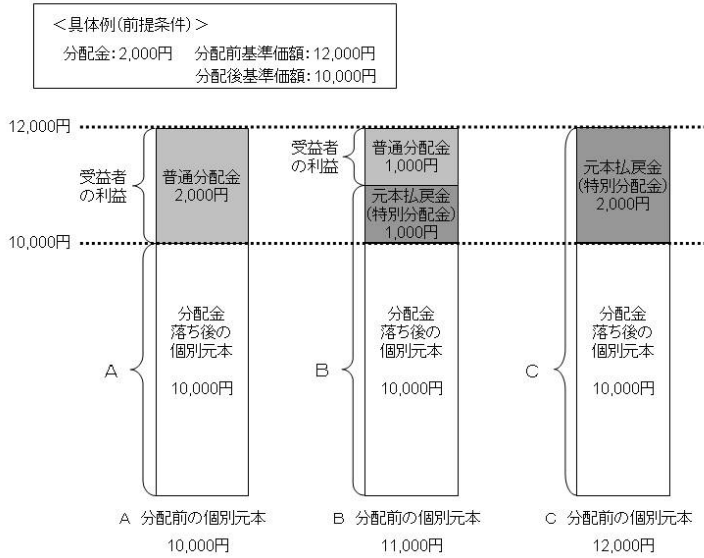 ＜具体例(前提条件)＞
分配金:2,000円 分配前基準価額:12,000円
分配後基準価額:10,000円
12,000円
10,000円
受益者
の利益
普通分配金
2,000円
A
分配金
落ち後の
個別元本
10,000円
A 分配前の個別元本
10,000円
受益者
の利益
普通分配金
1,000円
元本払戻金
(特別分配金)
1,000円
B
分配金
落ち後の
個別元本
10,000円
B 分配前の個別元本
11,000円
元本払戻金
(特別分配金)
2,000円
C
分配金
落ち後の
個別元本
10,000円
C 分配前の個別元本
12,000円